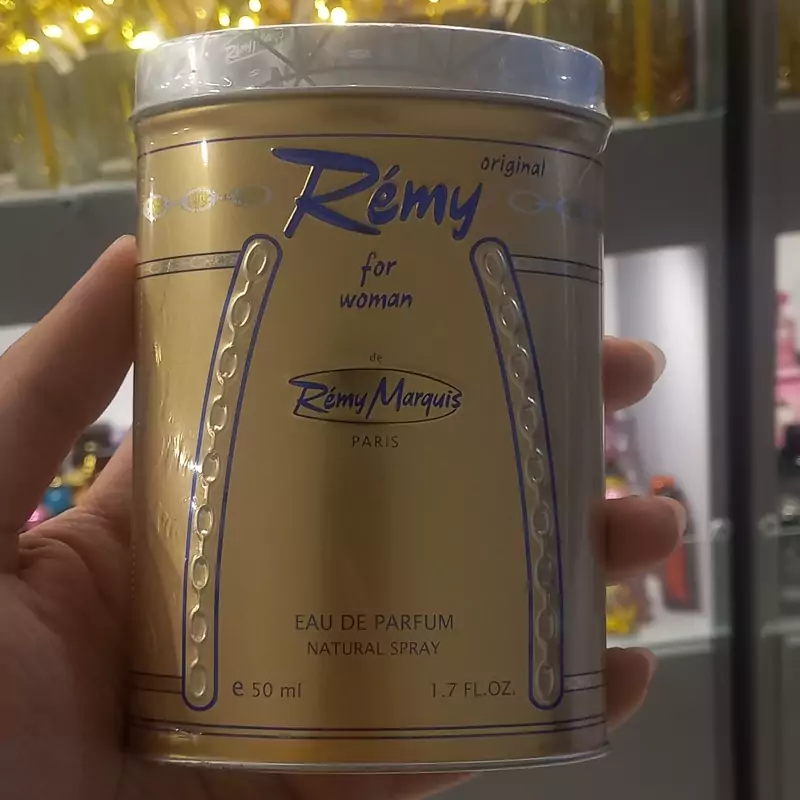 Rémy
original
for
woman
de
Rémy Marquis
PARIS
EAU DE PARFUM
NATURAL SPRAY
e 50 ml 1.7 FL.OZ.